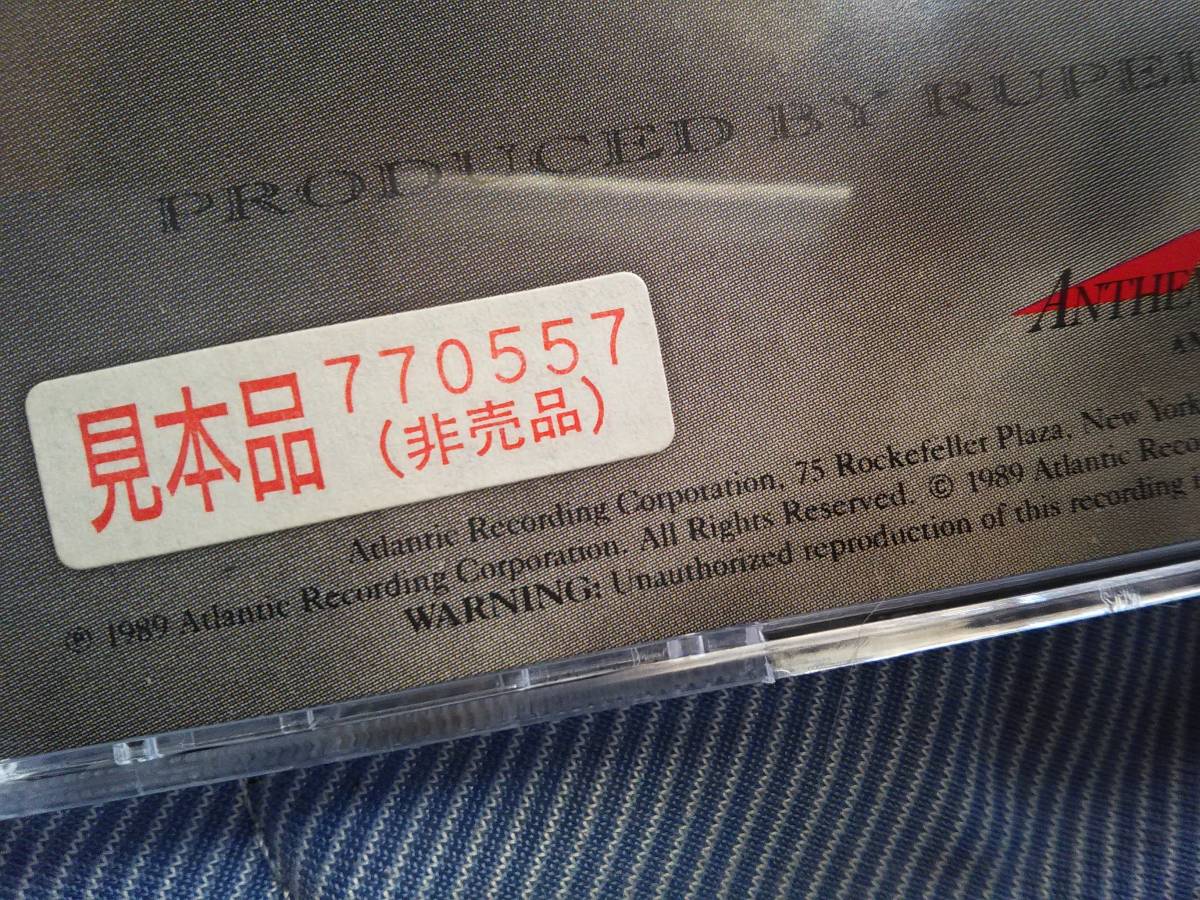 PRODUCED BY RUPE
ANTHE
見本品 770557
(非売品)
Atlantic Recording Corporation, 75 Rockefeller Plaza, New York
℗ 1989 Atlantic Recording Corporation. All Rights Reserved. © 1989 Atlantic Reco
WARNING: Unauthorized reproduction of this recording